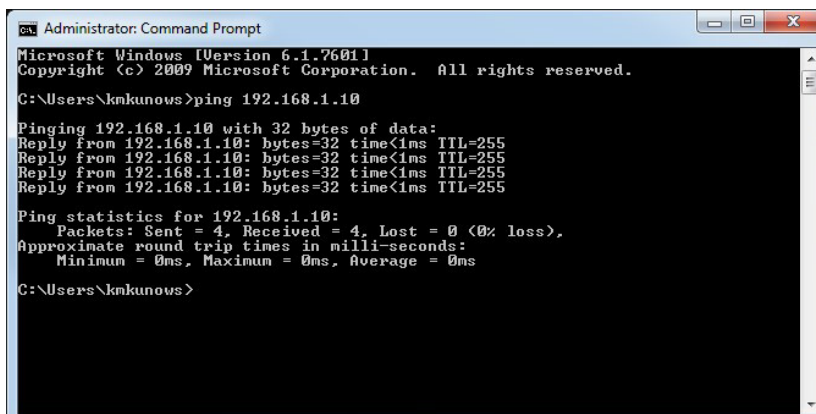 Administrator: Command Prompt
Microsoft Windows [Version 6.1.7601]
Copyright (c) 2009 Microsoft Corporation.  All rights reserved.
C:\Users\kmkunows>ping 192.168.1.10
Pinging 192.168.1.10 with 32 bytes of data:
Reply from 192.168.1.10: bytes=32 time<1ms TTL=255
Reply from 192.168.1.10: bytes=32 time<1ms TTL=255
Reply from 192.168.1.10: bytes=32 time<1ms TTL=255
Reply from 192.168.1.10: bytes=32 time<1ms TTL=255
Ping statistics for 192.168.1.10:
    Packets: Sent = 4, Received = 4, Lost = 0 (0% loss),
Approximate round trip times in milli-seconds:
    Minimum = 0ms, Maximum = 0ms, Average = 0ms
C:\Users\kmkunows>